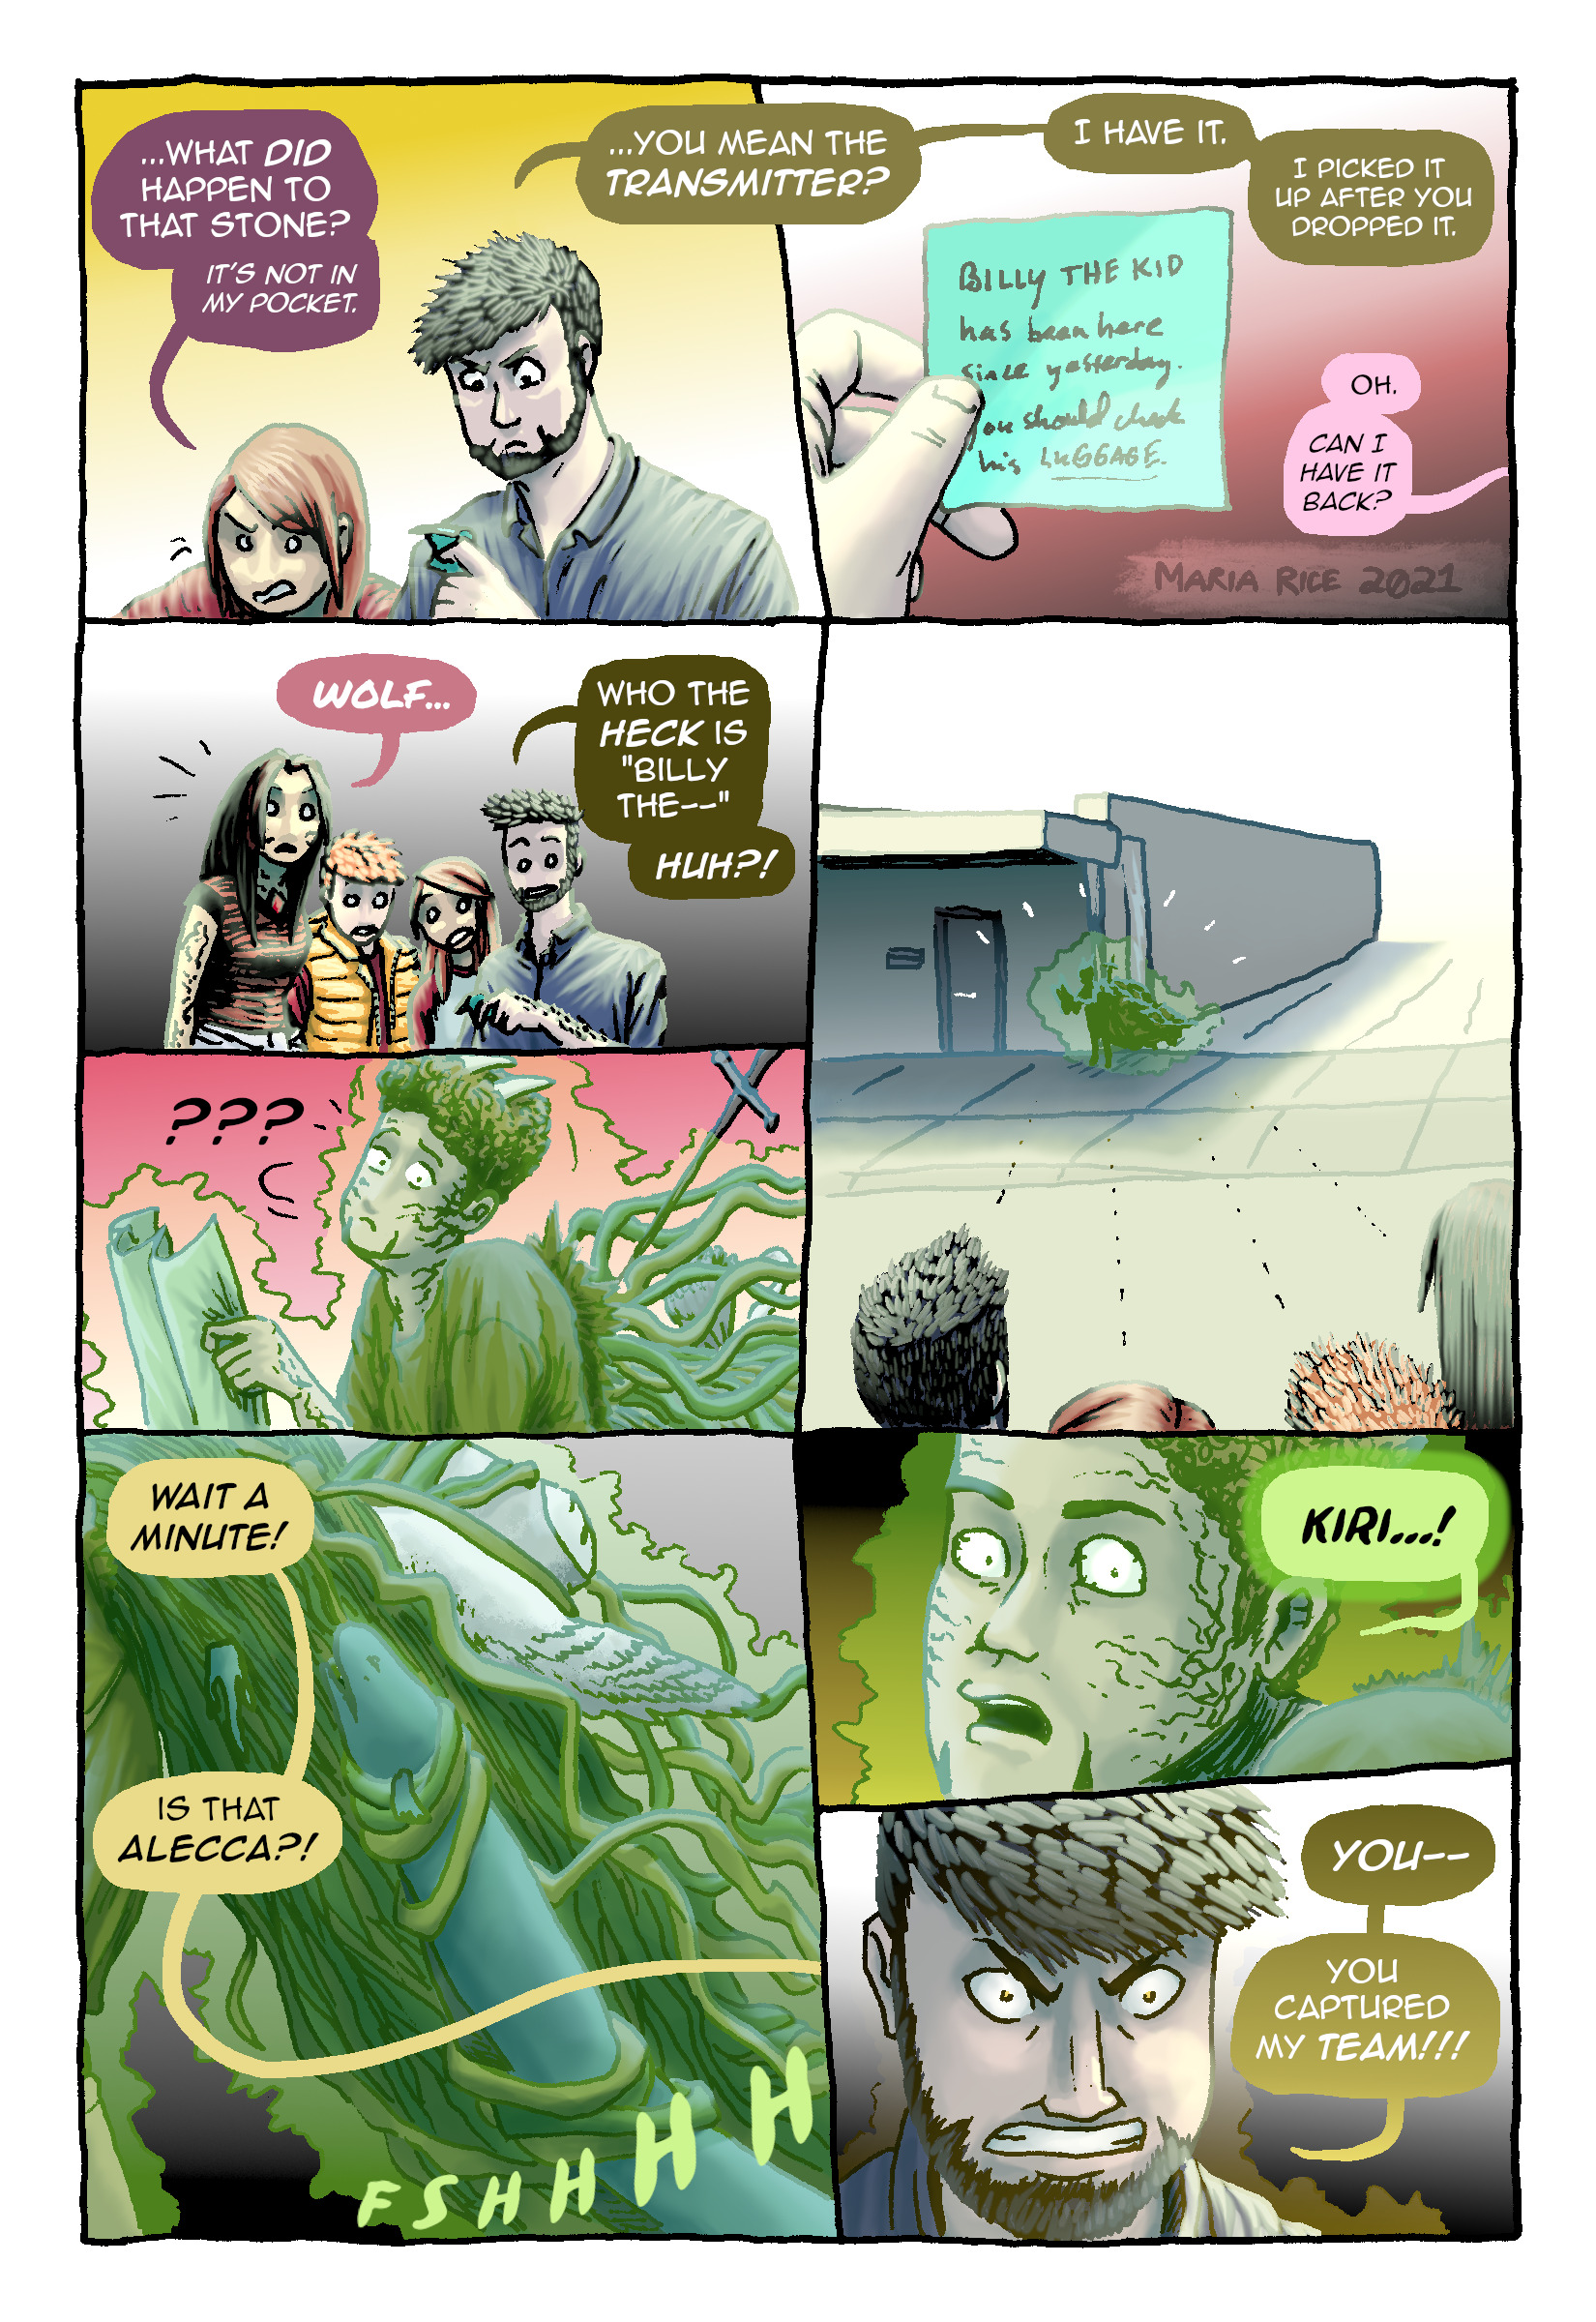 ...WHAT DID
HAPPEN TO
THAT STONE?
IT'S NOT IN
MY POCKET.
...YOU MEAN THE
TRANSMITTER?
I HAVE IT.
I PICKED IT
UP AFTER YOU
DROPPED IT.
BILLY THE KID
has been here
since yesterday.
you should check
his LUGGAGE.
OH.
CAN I
HAVE IT
BACK?
MARIA RICE 2021
WOLF...
WHO THE
HECK IS
"BILLY
THE--"
HUH?!
???
WAIT A
MINUTE!
IS THAT
ALECCA?!
FSHHHH
KIRI...!
YOU--
YOU
CAPTURED
MY TEAM!!!